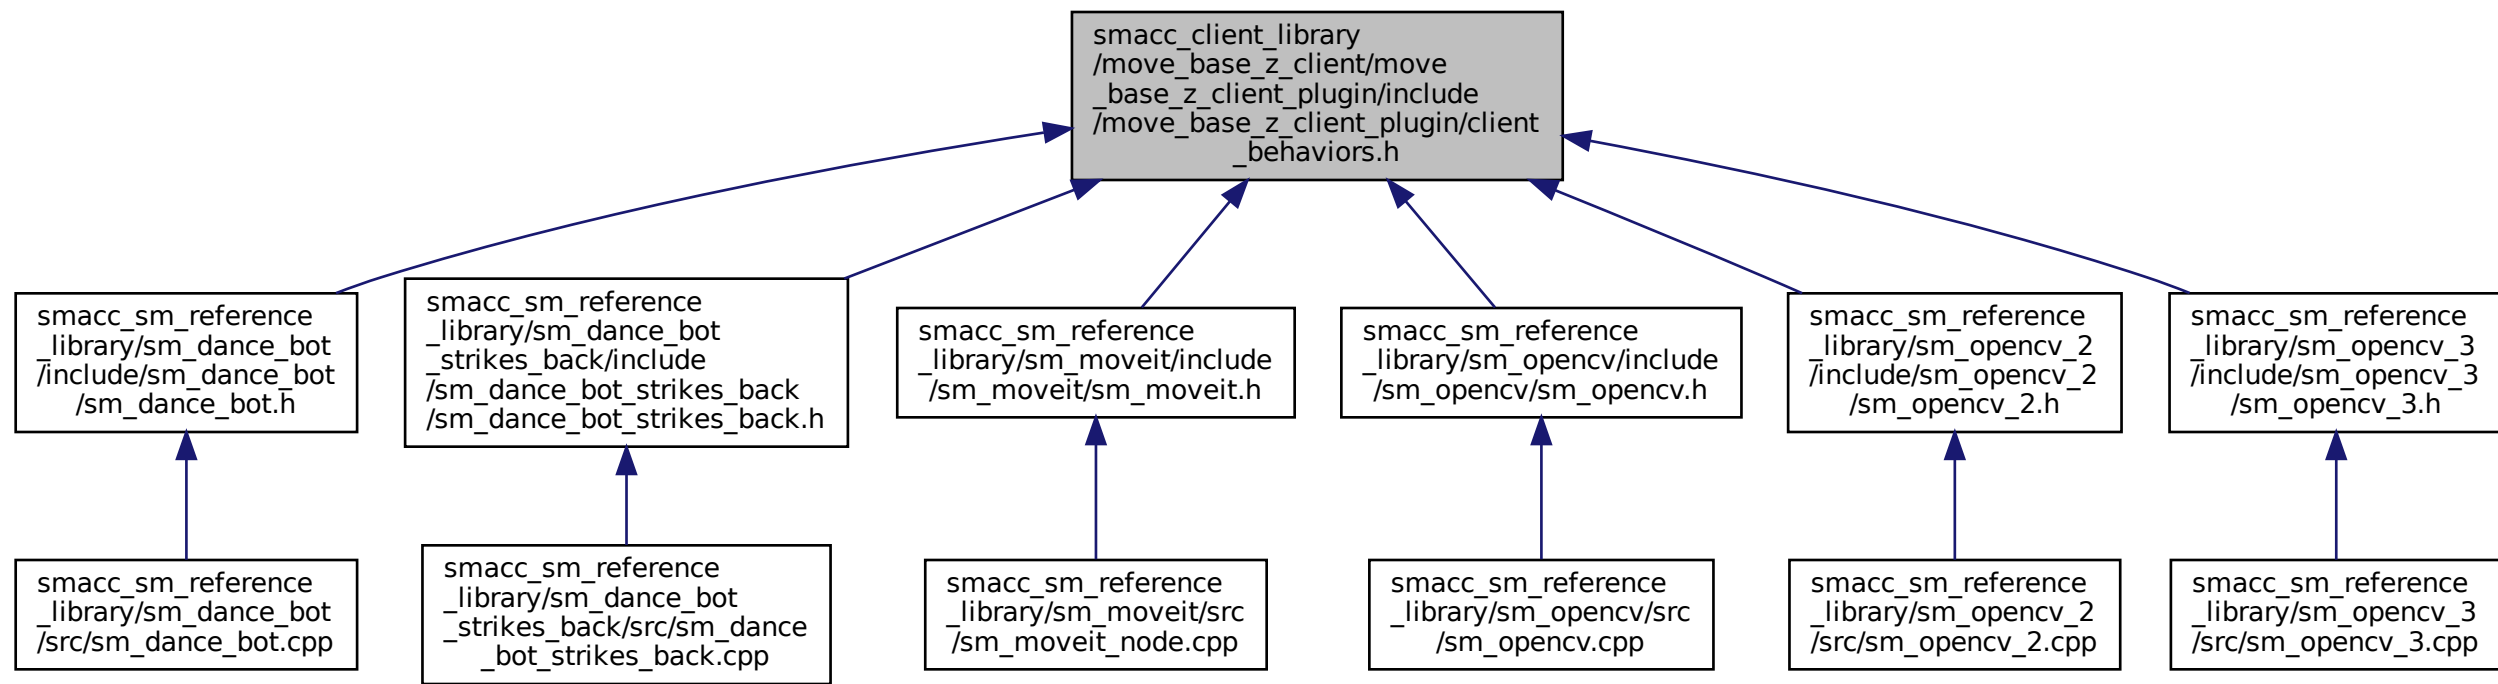 smacc_client_library
/move_base_z_client/move
_base_z_client_plugin/include
/move_base_z_client_plugin/client
_behaviors.h
smacc_sm_reference
_library/sm_dance_bot
/include/sm_dance_bot
/sm_dance_bot.h
smacc_sm_reference
_library/sm_dance_bot
_strikes_back/include
/sm_dance_bot_strikes_back
/sm_dance_bot_strikes_back.h
smacc_sm_reference
_library/sm_moveit/include
/sm_moveit/sm_moveit.h
smacc_sm_reference
_library/sm_opencv/include
/sm_opencv/sm_opencv.h
smacc_sm_reference
_library/sm_opencv_2
/include/sm_opencv_2
/sm_opencv_2.h
smacc_sm_reference
_library/sm_opencv_3
/include/sm_opencv_3
/sm_opencv_3.h
smacc_sm_reference
_library/sm_dance_bot
/src/sm_dance_bot.cpp
smacc_sm_reference
_library/sm_dance_bot
_strikes_back/src/sm_dance
_bot_strikes_back.cpp
smacc_sm_reference
_library/sm_moveit/src
/sm_moveit_node.cpp
smacc_sm_reference
_library/sm_opencv/src
/sm_opencv.cpp
smacc_sm_reference
_library/sm_opencv_2
/src/sm_opencv_2.cpp
smacc_sm_reference
_library/sm_opencv_3
/src/sm_opencv_3.cpp